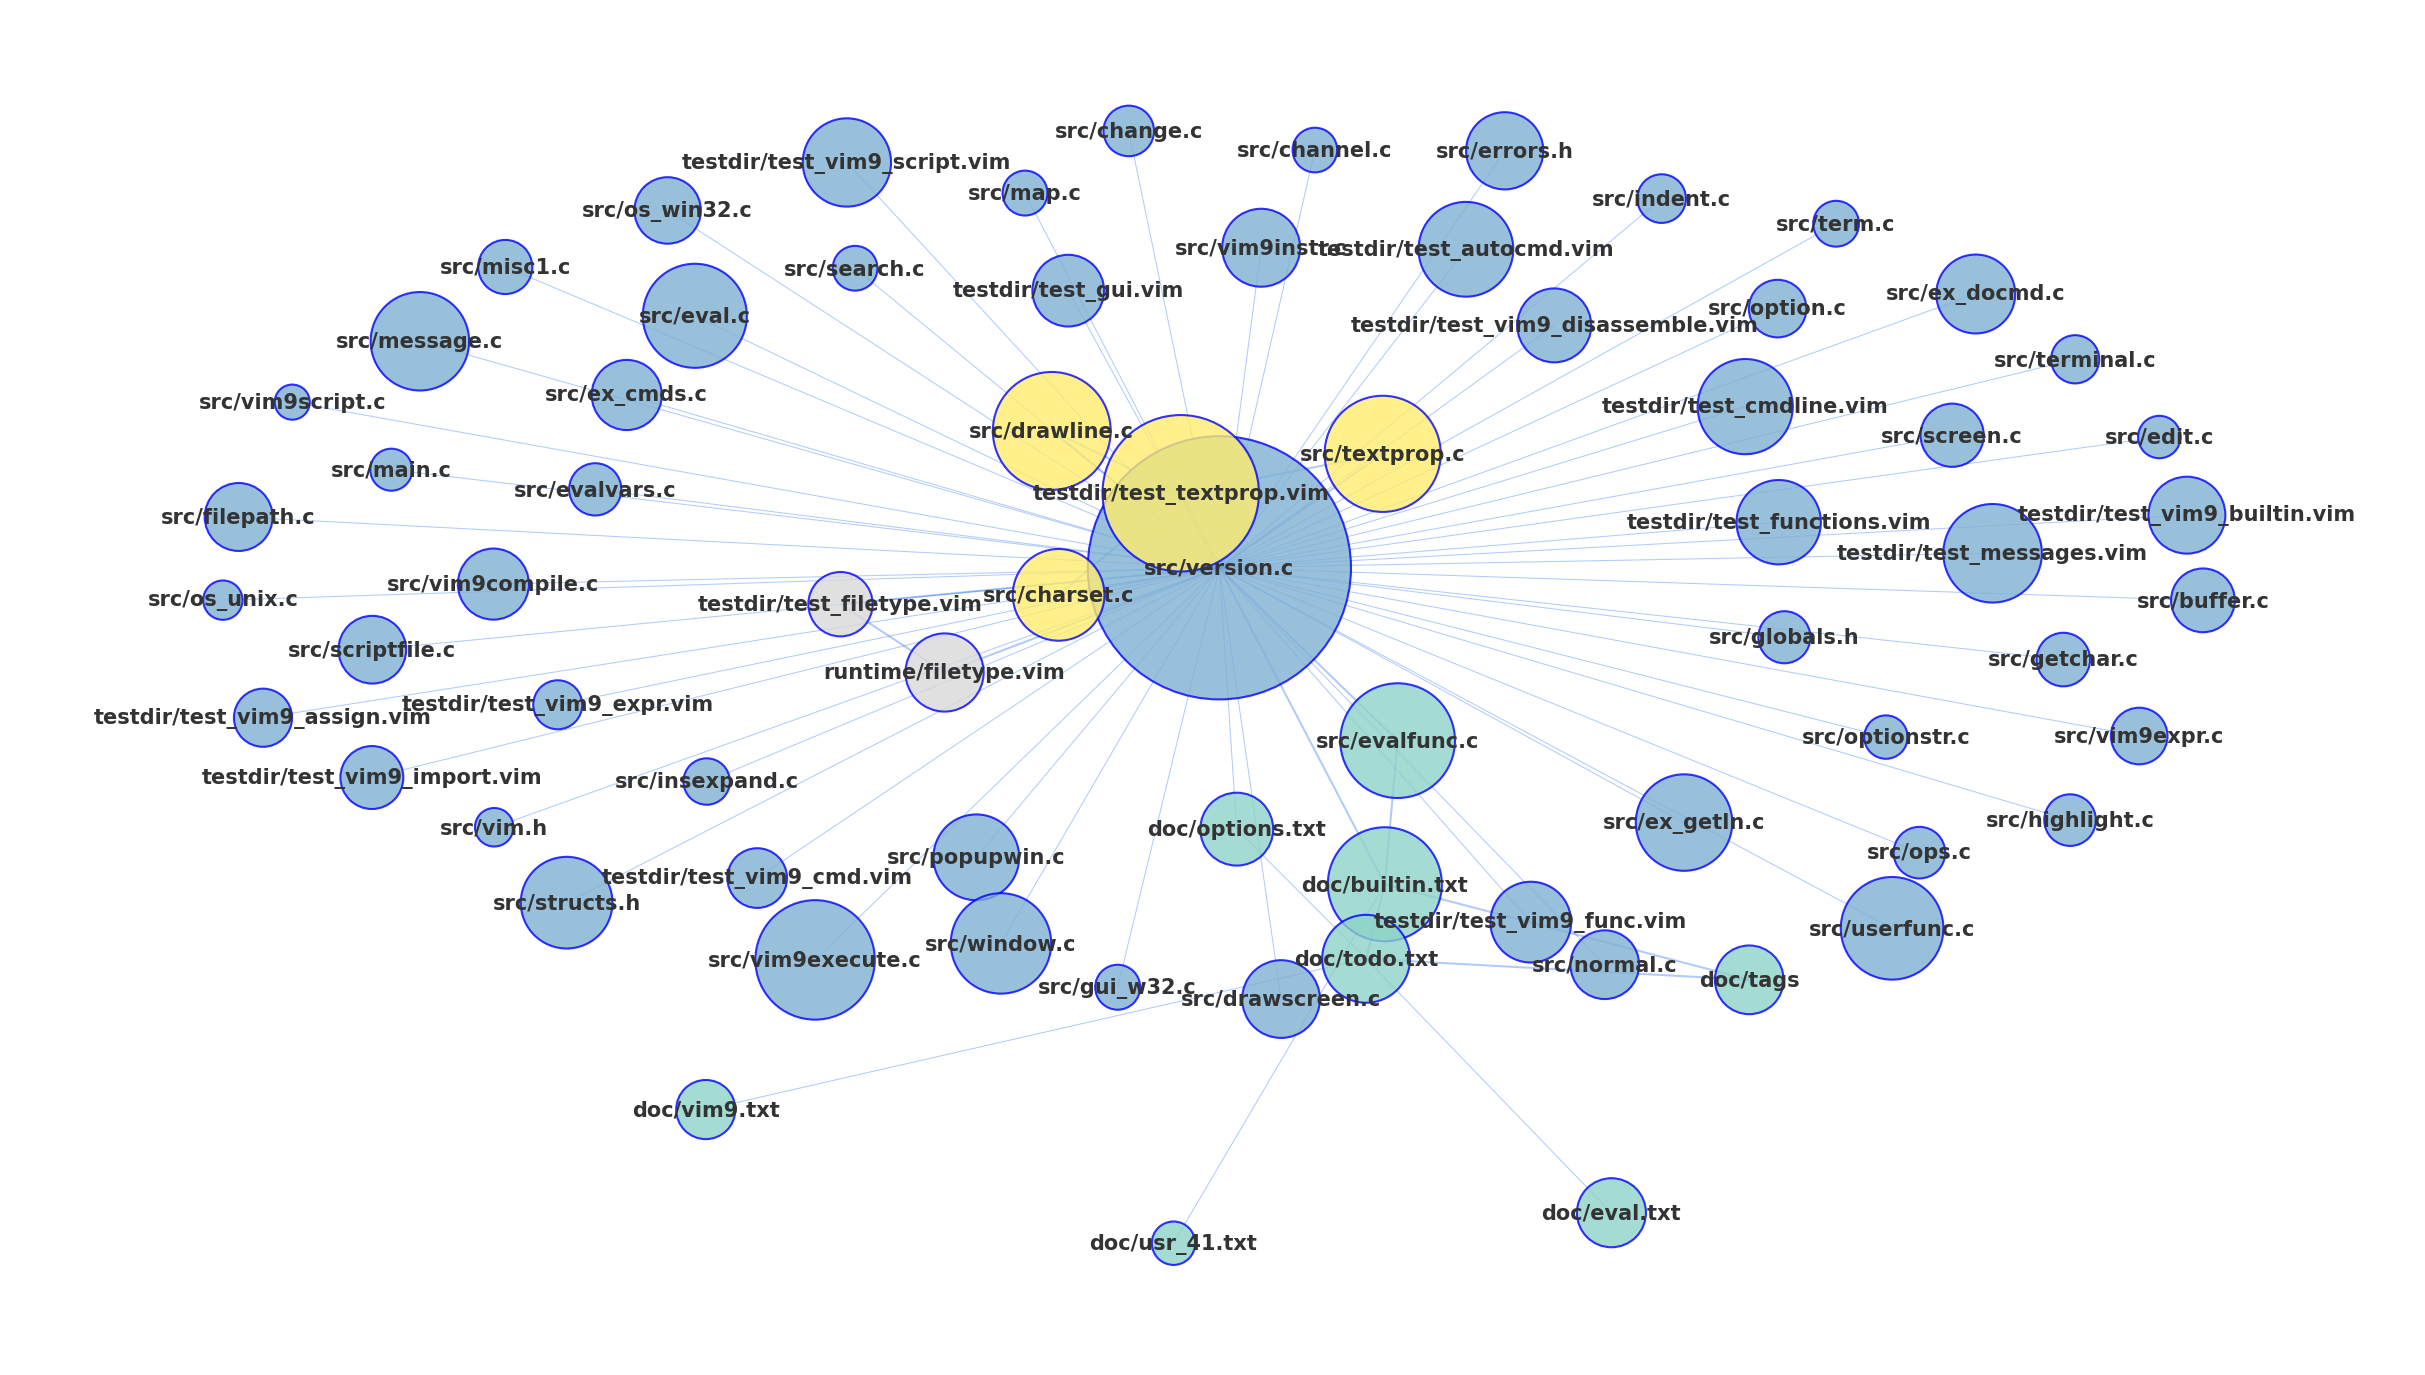 src/change.c
src/channel.c
src/errors.h
testdir/test_vim9_script.vim
src/map.c
src/indent.c
src/os_win32.c
src/term.c
src/vim9instr.c
testdir/test_autocmd.vim
src/misc1.c
src/search.c
testdir/test_gui.vim
src/ex_docmd.c
src/eval.c
src/option.c
testdir/test_vim9_disassemble.vim
src/message.c
src/terminal.c
src/ex_cmds.c
src/vim9script.c
testdir/test_cmdline.vim
src/drawline.c
src/screen.c
src/edit.c
src/textprop.c
src/main.c
src/evalvars.c
testdir/test_textprop.vim
src/filepath.c
testdir/test_functions.vim
testdir/test_vim9_builtin.vim
testdir/test_messages.vim
src/version.c
src/vim9compile.c
src/os_unix.c
testdir/test_filetype.vim
src/charset.c
src/buffer.c
src/scriptfile.c
src/globals.h
src/getchar.c
runtime/filetype.vim
testdir/test_vim9_assign.vim
testdir/test_vim9_expr.vim
src/evalfunc.c
src/optionstr.c
src/vim9expr.c
testdir/test_vim9_import.vim
src/insexpand.c
src/vim.h
doc/options.txt
src/ex_getln.c
src/highlight.c
src/popupwin.c
src/ops.c
testdir/test_vim9_cmd.vim
doc/builtin.txt
src/structs.h
testdir/test_vim9_func.vim
src/userfunc.c
src/window.c
src/vim9execute.c
doc/todo.txt
src/normal.c
doc/tags
src/gui_w32.c
src/drawscreen.c
doc/vim9.txt
doc/eval.txt
doc/usr_41.txt